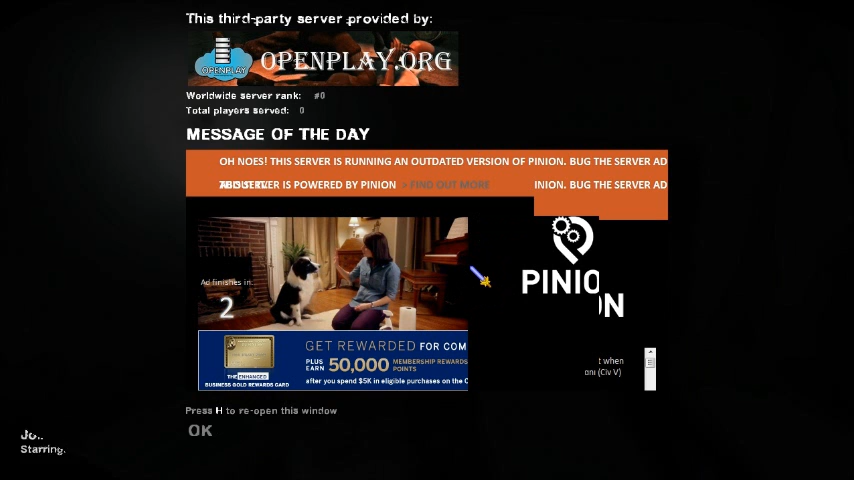 This third-party server provided by:
OPENPLAY
OPENPLAY.ORG
Worldwide server rank: #0
Total players served: 0
MESSAGE OF THE DAY
OH NOES! THIS SERVER IS RUNNING AN OUTDATED VERSION OF PINION. BUG THE SERVER AD
SERVER IS POWERED BY PINION > FIND OUT MORE
INION. BUG THE SERVER AD
Ad finishes in:
2
PINIO
ON
GET REWARDED FOR COM
PLUS EARN 50,000 MEMBERSHIP REWARDS POINTS
after you spend $5K in eligible purchases on the C
THE ENHANCED
BUSINESS GOLD REWARDS CARD
t when
(Civ V)
Press H to re-open this window
OK
Starring: